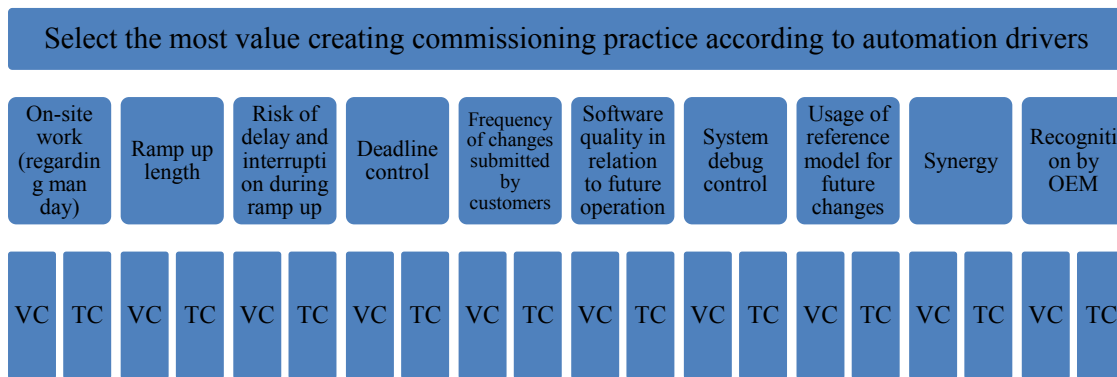 Select the most value creating commissioning practice according to automation drivers
On-site
work
(regardin
g man
day)
Ramp up
length
Risk of
delay and
interrupti
on during
ramp up
Deadline
control
Frequency
of changes
submitted
by
customers
Software
quality in
relation
to future
operation
System
debug
control
Usage of
reference
model for
future
changes
Synergy
Recogniti
on by
OEM
VC TC VC TC VC TC VC TC VC TC VC TC VC TC VC TC VC TC VC TC